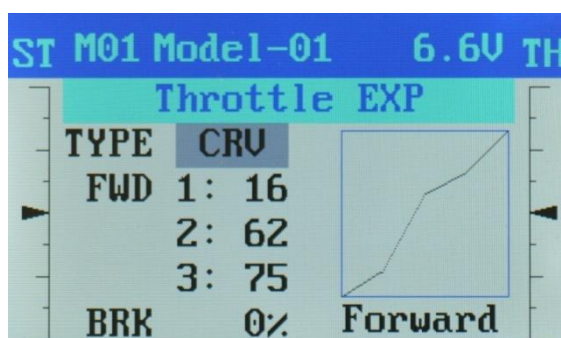 ST M01 Model-01 6.6V TH
Throttle EXP
TYPE CRV
FWD 1: 16
2: 62
3: 75
BRK 0%
Forward